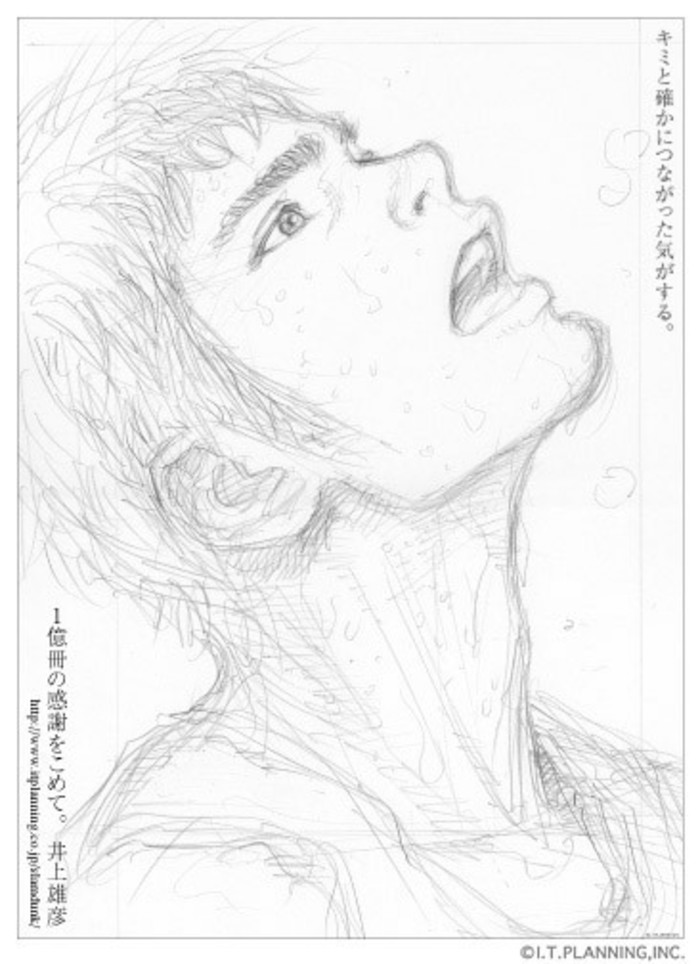 キミと確かにつながった気がする。
1億冊の感謝をこめて。 井上雄彦
http://www.itplanning.co.jp/slamdunk/
©I.T.PLANNING,INC.